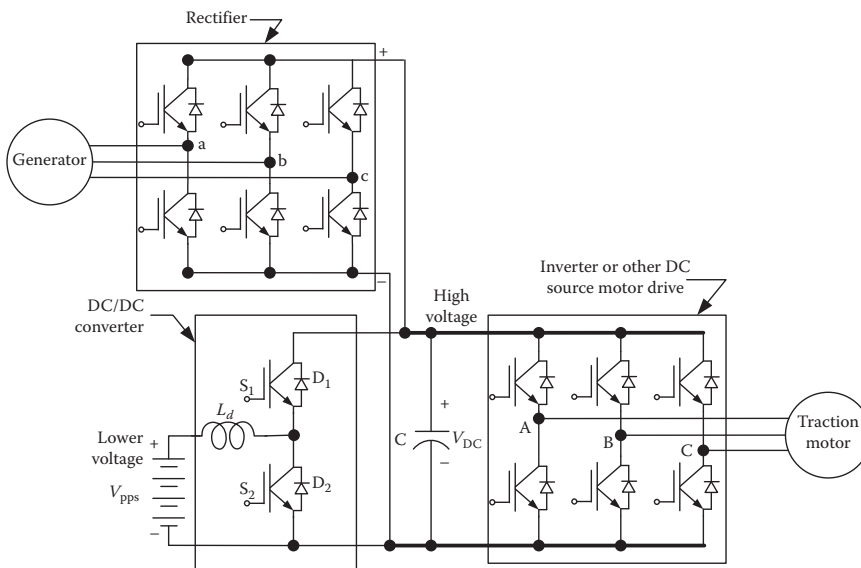 Rectifier
+
a
Generator
b
c
−
Inverter or other DC
source motor drive
DC/DC
converter
High
voltage
S1
D1
Ld
+
A
Traction
motor
Lower
voltage
+
C
VDC
B
C
Vpps
S2
D2
−
−